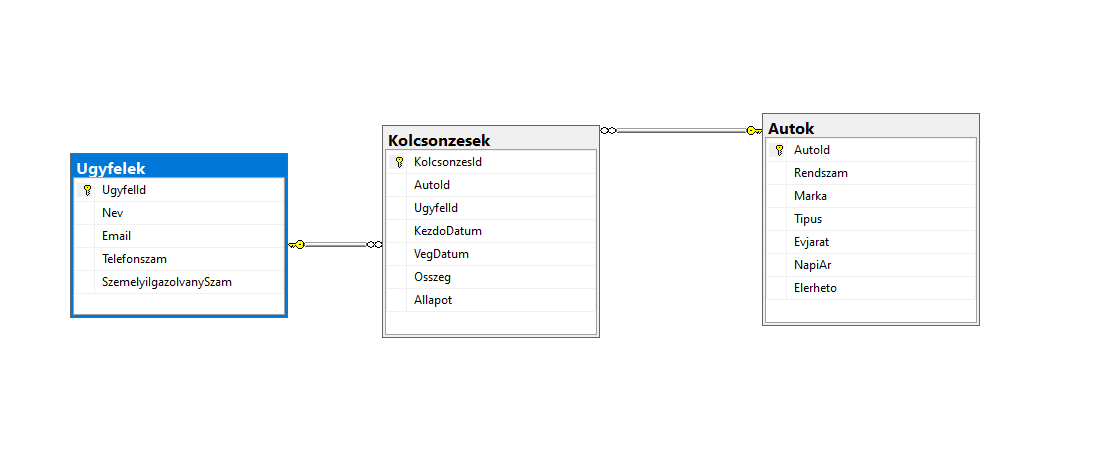 Ugyfelek
UgyfelId
Nev
Email
Telefonszam
SzemelyiIgazolvanySzam
Kolcsonzesek
KolcsonzesId
AutoId
UgyfelId
KezdoDatum
VegDatum
Osszeg
Allapot
Autok
AutoId
Rendszam
Marka
Tipus
Evjarat
NapiAr
Elerheto